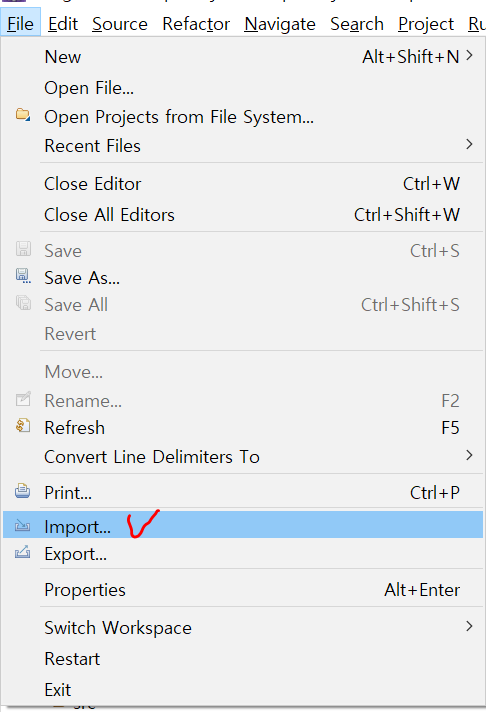 File Edit Source Refactor Navigate Search Project Ru
New Alt+Shift+N
Open File...
Open Projects from File System...
Recent Files
Close Editor Ctrl+W
Close All Editors Ctrl+Shift+W
Save Ctrl+S
Save As...
Save All Ctrl+Shift+S
Revert
Move...
Rename... F2
Refresh F5
Convert Line Delimiters To
Print... Ctrl+P
Import...
Export...
Properties Alt+Enter
Switch Workspace
Restart
Exit